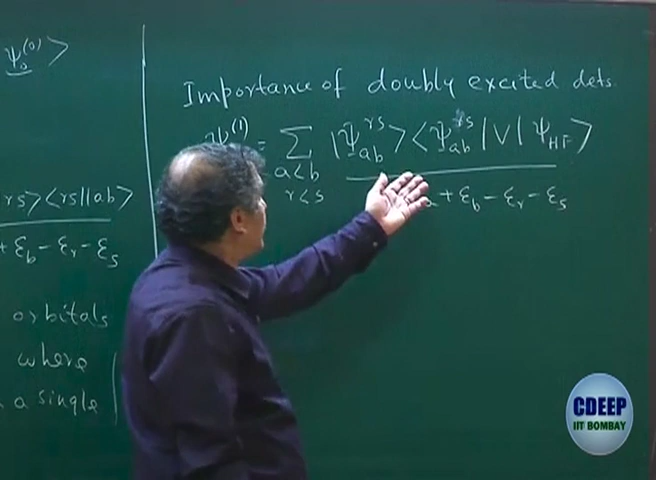 ψ₀⁽⁰⁾>
rs><rs||ab>
+ ε_b - ε_r - ε_s
orbitals
where
a single
Importance of doubly excited dets.
ψ⁽¹⁾ = Σ |ψ_ab^rs> <ψ_ab^rs |V| ψ_HF>
a<b
r<s
+ ε_b - ε_r - ε_s
CDEEP
IIT BOMBAY